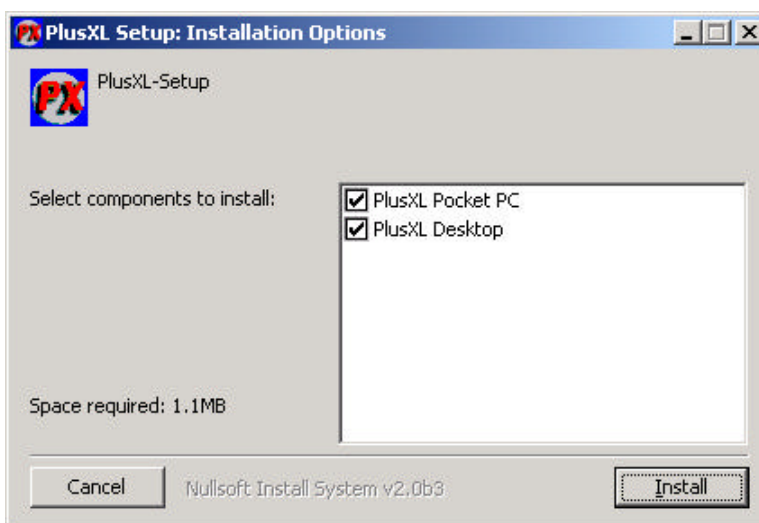 PlusXL Setup: Installation Options
PX
PlusXL-Setup
Select components to install:
PlusXL Pocket PC
PlusXL Desktop
Space required: 1.1MB
Cancel
Nullsoft Install System v2.0b3
Install